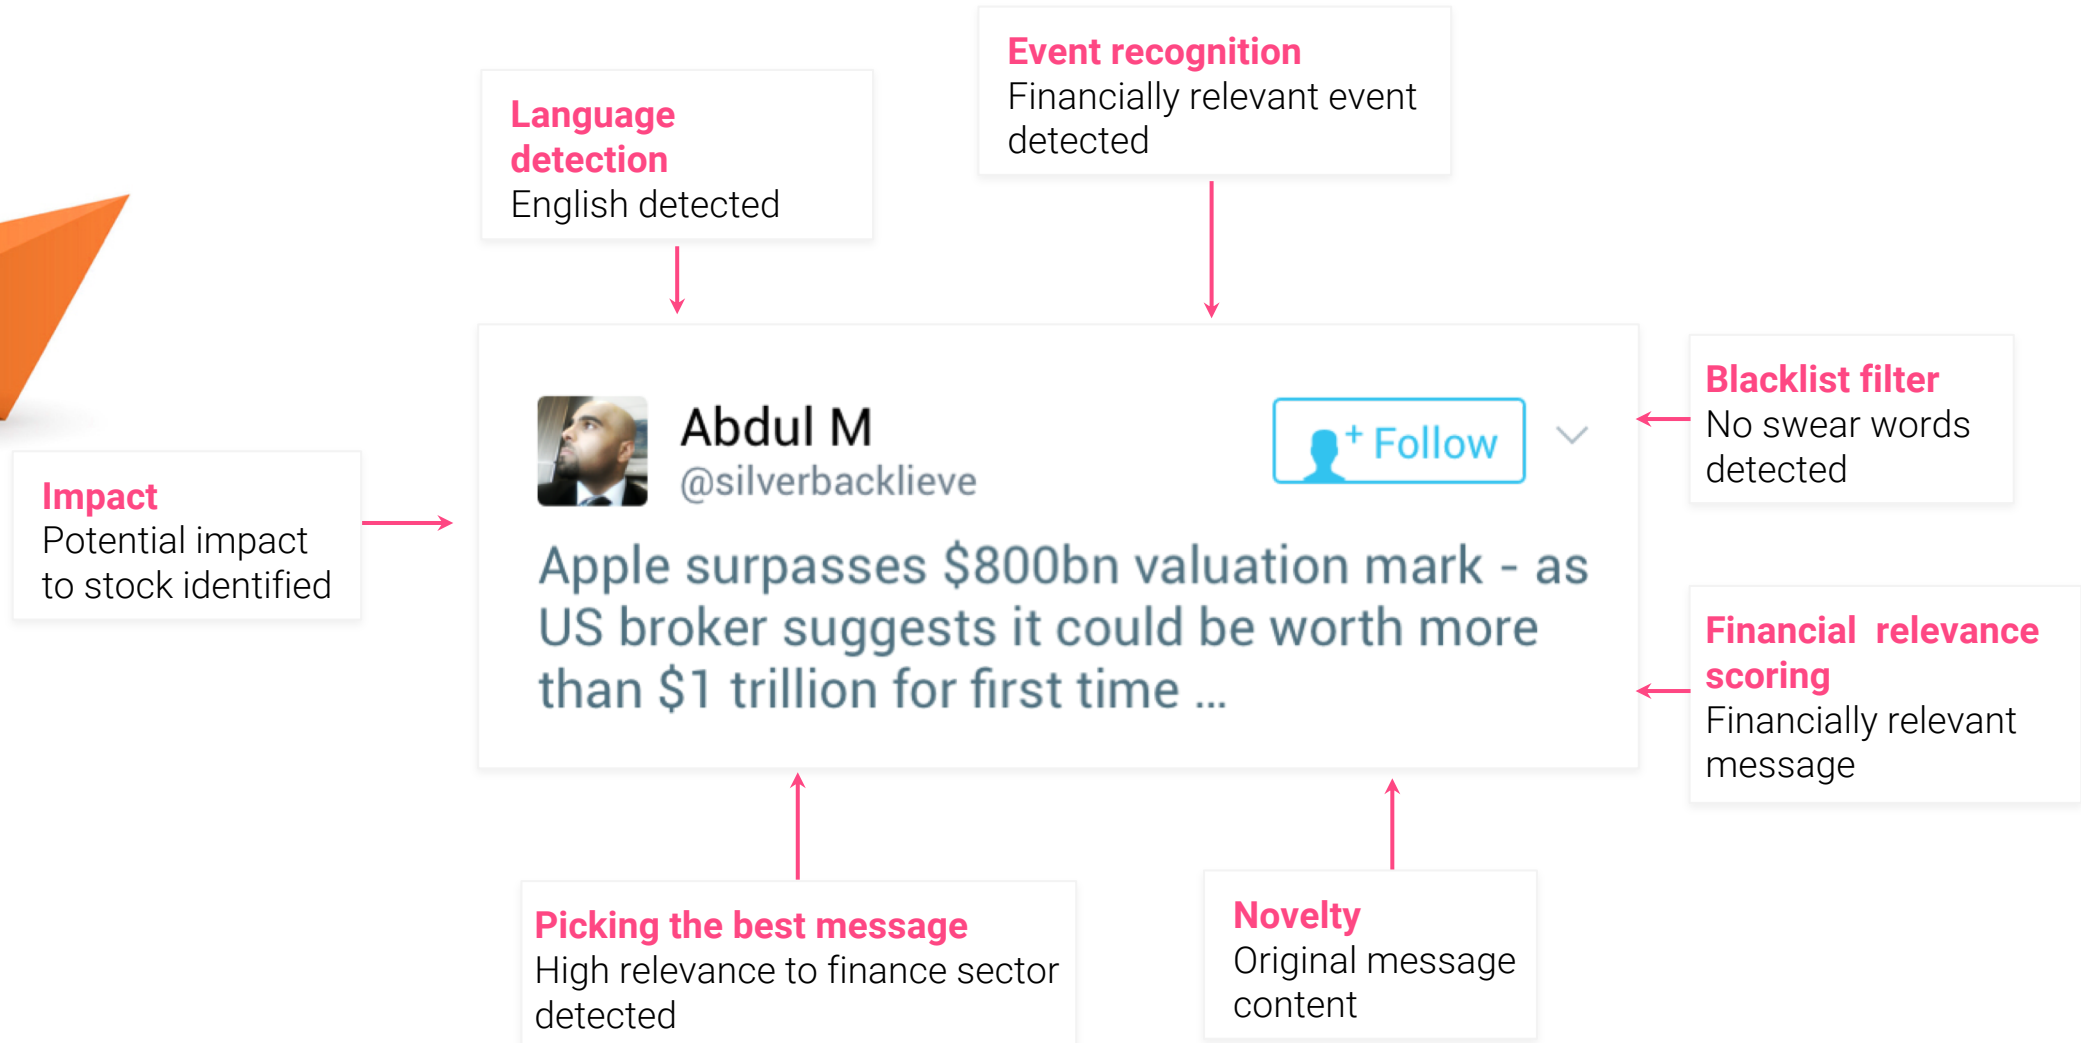 Event recognition
Financially relevant event
detected
Language
detection
English detected
Blacklist filter
No swear words
detected
Abdul M
@silverbacklieve
Follow
Impact
Potential impact
to stock identified
Apple surpasses $800bn valuation mark - as
US broker suggests it could be worth more
than $1 trillion for first time ...
Financial relevance
scoring
Financially relevant
message
Picking the best message
High relevance to finance sector
detected
Novelty
Original message
content